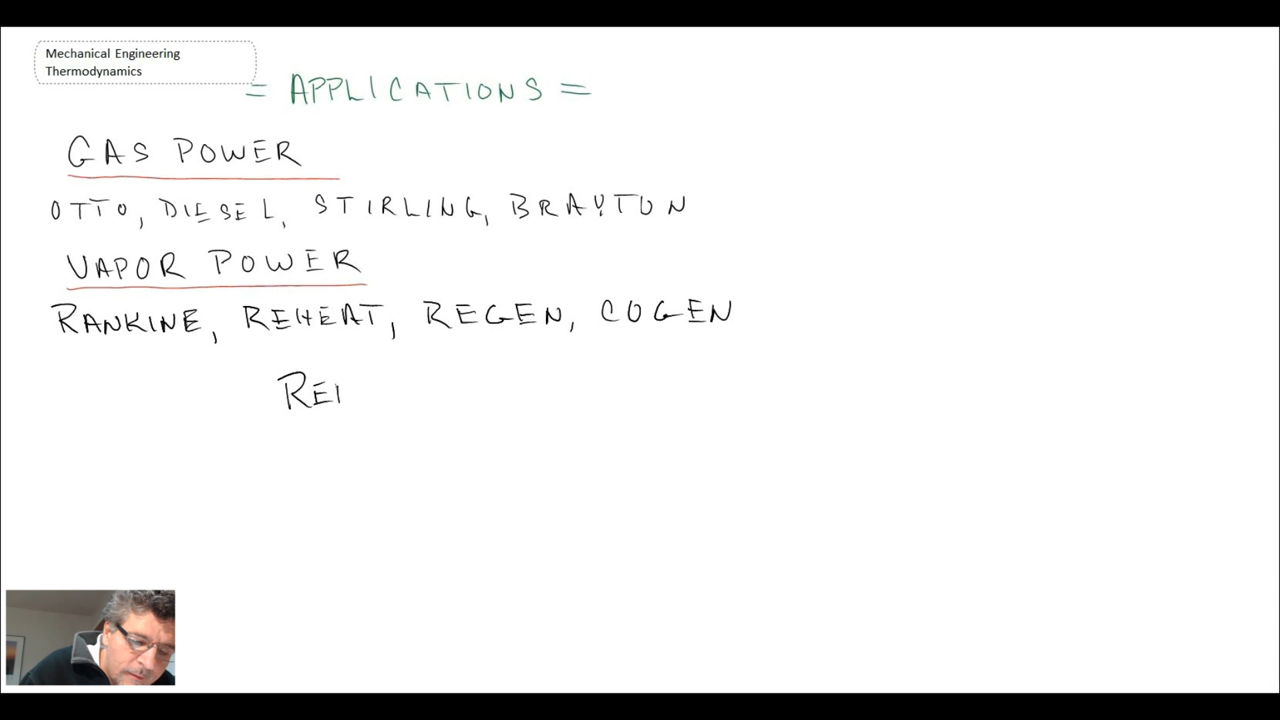 Mechanical Engineering
Thermodynamics
= APPLICATIONS =
GAS POWER
OTTO, DIESEL, STIRLING, BRAYTON
VAPOR POWER
RANKINE, REHEAT, REGEN, COGEN
REI